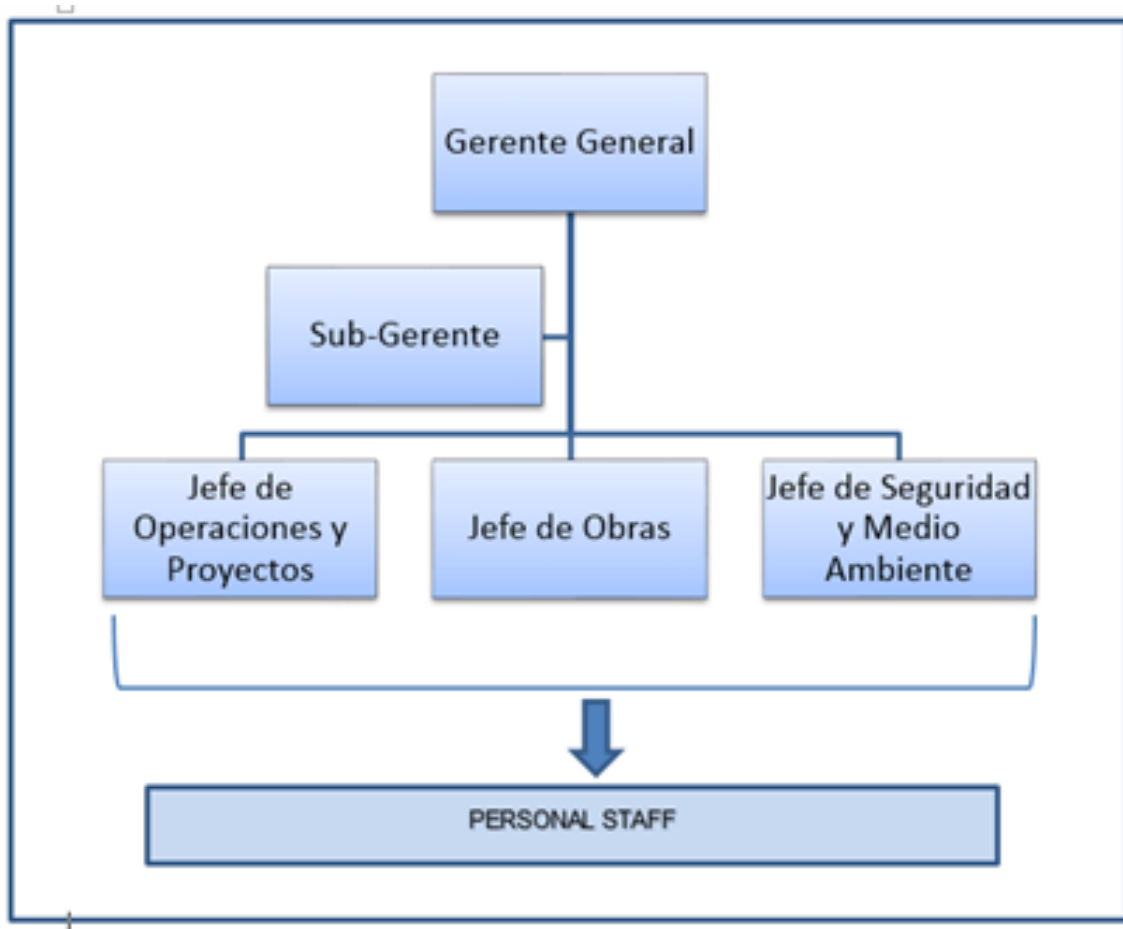 Gerente General
Sub-Gerente
Jefe de
Operaciones y
Proyectos
Jefe de Obras
Jefe de Seguridad
y Medio
Ambiente
PERSONAL STAFF